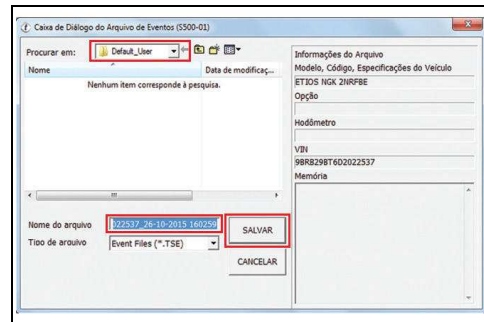 Caixa de Diálogo do Arquivo de Eventos (S500-01)
Procurar em: Default_User
Nome Data de modificaç...
Nenhum item corresponde à pesquisa.
Nome do arquivo 022537_26-10-2015 160259
SALVAR
Tipo de arquivo Event Files (*.TSE)
CANCELAR
Informações do Arquivo
Modelo, Código, Especificações do Veículo
ETIOS NGK 2NRFBE
Opção
Hodômetro
VIN
9BRB29BT6D2022537
Memória